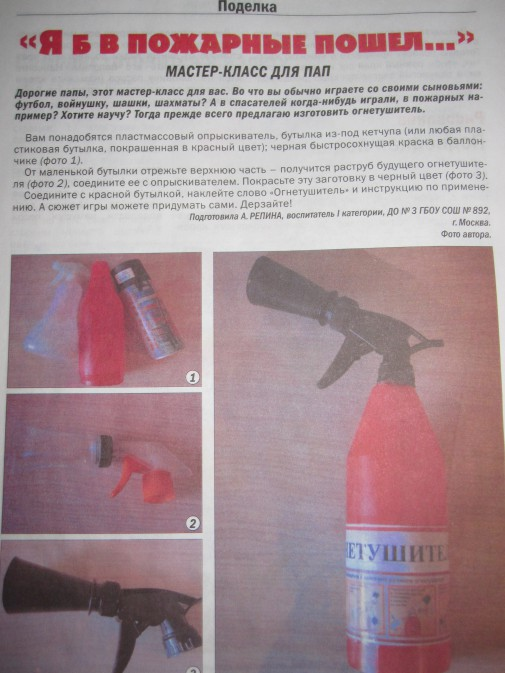 Поделка
«Я Б В ПОЖАРНЫЕ ПОШЕЛ...»
МАСТЕР-КЛАСС ДЛЯ ПАП
Дорогие папы, этот мастер-класс для вас. Во что вы обычно играете со своими сыновьями:
футбол, войнушку, шашки, шахматы? А в спасателей когда-нибудь играли, в пожарных на-
пример? Хотите научу? Тогда прежде всего предлагаю изготовить огнетушитель.
Вам понадобятся пластмассовый опрыскиватель, бутылка из-под кетчупа (или любая пла-
стиковая бутылка, покрашенная в красный цвет); черная быстросохнущая краска в баллон-
чике (фото 1).
От маленькой бутылки отрежьте верхнюю часть – получится раструб будущего огнетушите-
ля (фото 2), соедините ее с опрыскивателем. Покрасьте эту заготовку в черный цвет (фото 3).
Соедините с красной бутылкой, наклейте слово «Огнетушитель» и инструкцию по примене-
нию. А сюжет игры можете придумать сами. Дерзайте!
Подготовила А. РЕПИНА, воспитатель I категории, ДО № 3 ГБОУ СОШ № 892,
г. Москва.
Фото автора.
1
2
3
НЕТУШИТЕЛ